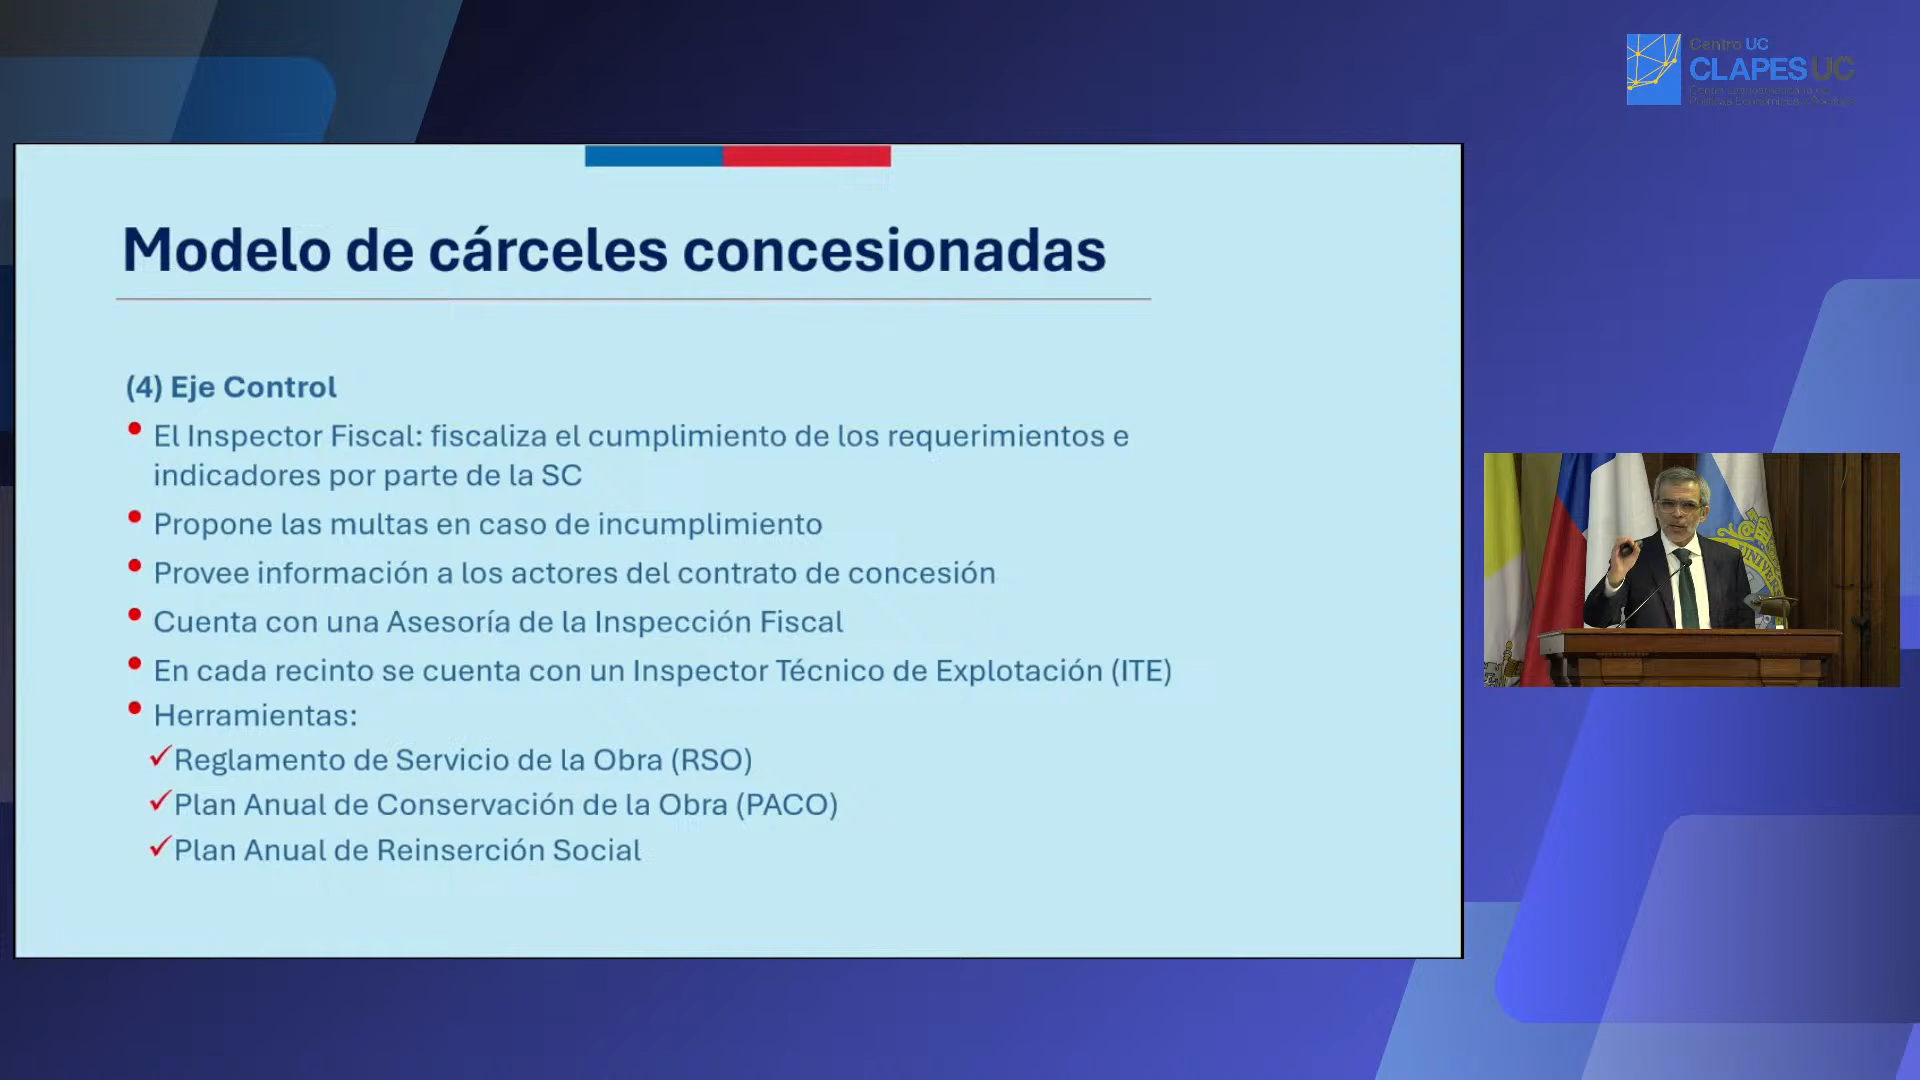 Centro UC
CLAPES UC
Modelo de cárceles concesionadas
(4) Eje Control
• El Inspector Fiscal: fiscaliza el cumplimiento de los requerimientos e
indicadores por parte de la SC
• Propone las multas en caso de incumplimiento
• Provee información a los actores del contrato de concesión
• Cuenta con una Asesoría de la Inspección Fiscal
• En cada recinto se cuenta con un Inspector Técnico de Explotación (ITE)
• Herramientas:
✓Reglamento de Servicio de la Obra (RSO)
✓Plan Anual de Conservación de la Obra (PACO)
✓Plan Anual de Reinserción Social